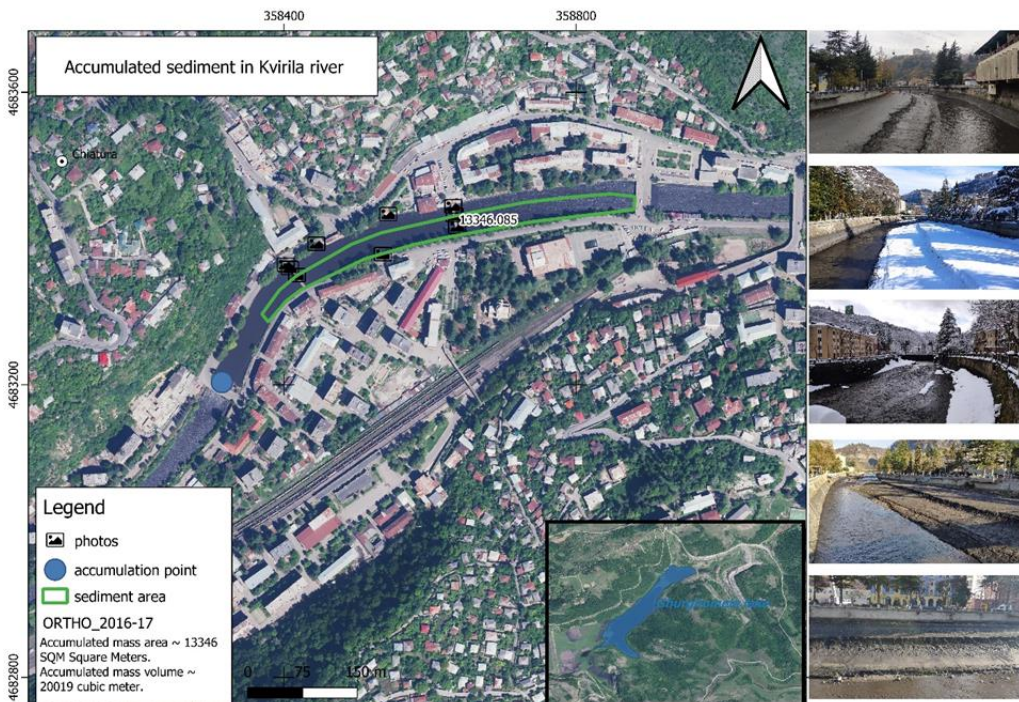 358400
358800
Accumulated sediment in Kvirila river
4683600
Chiatura
13346.085
4683200
Legend
photos
accumulation point
sediment area
ORTHO_2016-17
Accumulated mass area ~ 13346
SQM Square Meters.
Accumulated mass volume ~
20019 cubic meter.
0 75 150 m
4682800